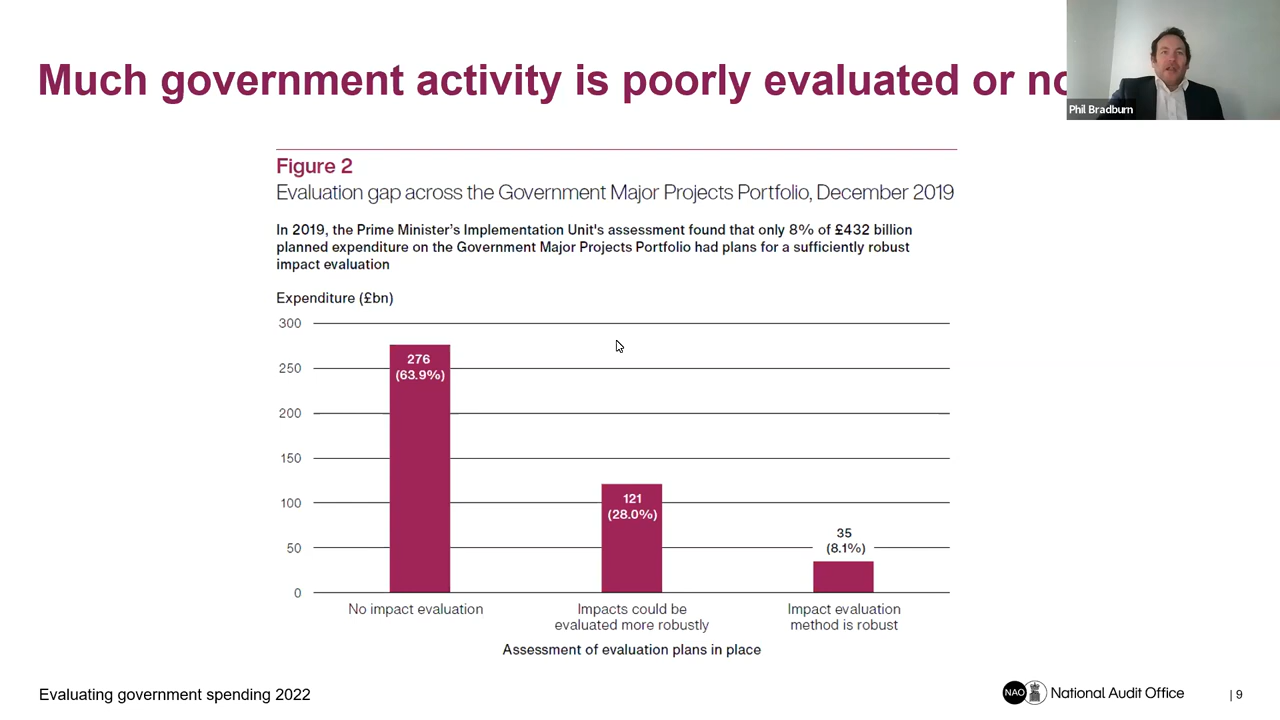 Much government activity is poorly evaluated or
Phil Bradburn
Figure 2
Evaluation gap across the Government Major Projects Portfolio, December 2019
In 2019, the Prime Minister’s Implementation Unit's assessment found that only 8% of £432 billion
planned expenditure on the Government Major Projects Portfolio had plans for a sufficiently robust
impact evaluation
Expenditure (£bn)
300
250
200
150
100
50
0
276
(63.9%)
121
(28.0%)
35
(8.1%)
No impact evaluation
Impacts could be
evaluated more robustly
Impact evaluation
method is robust
Assessment of evaluation plans in place
Evaluating government spending 2022
NAO
National Audit Office
| 9